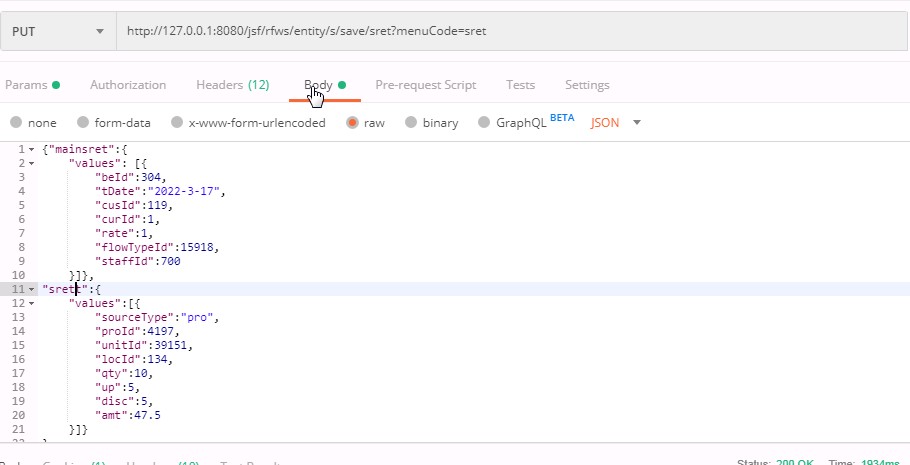 PUT http://127.0.0.1:8080/jsf/rfws/entity/s/save/sret?menuCode=sret
Params Authorization Headers (12) Body Pre-request Script Tests Settings
none form-data x-www-form-urlencoded raw binary GraphQL BETA JSON
1 {"mainsret":{
2 "values": [{
3 "beId":304,
4 "tDate":"2022-3-17",
5 "cusId":119,
6 "curId":1,
7 "rate":1,
8 "flowTypeId":15918,
9 "staffId":700
10 }]},
11 "srett":{
12 "values":[{
13 "sourceType":"pro",
14 "proId":4197,
15 "unitId":39151,
16 "locId":134,
17 "qty":10,
18 "up":5,
19 "disc":5,
20 "amt":47.5
21 }]}
Status: 200 OK Time: 1934ms